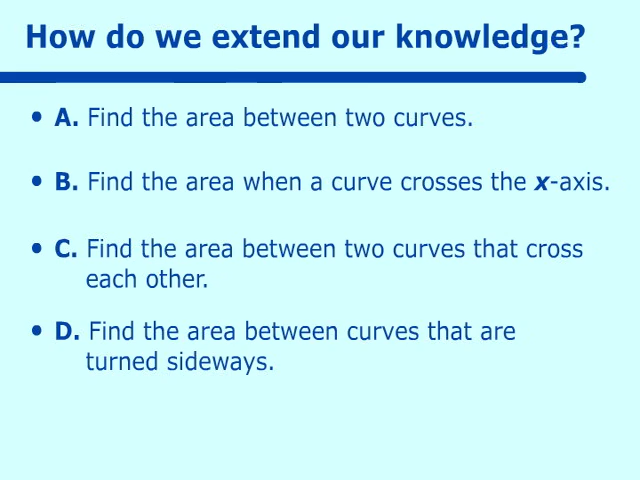 How do we extend our knowledge?
• A. Find the area between two curves.
• B. Find the area when a curve crosses the x-axis.
• C. Find the area between two curves that cross
each other.
• D. Find the area between curves that are
turned sideways.